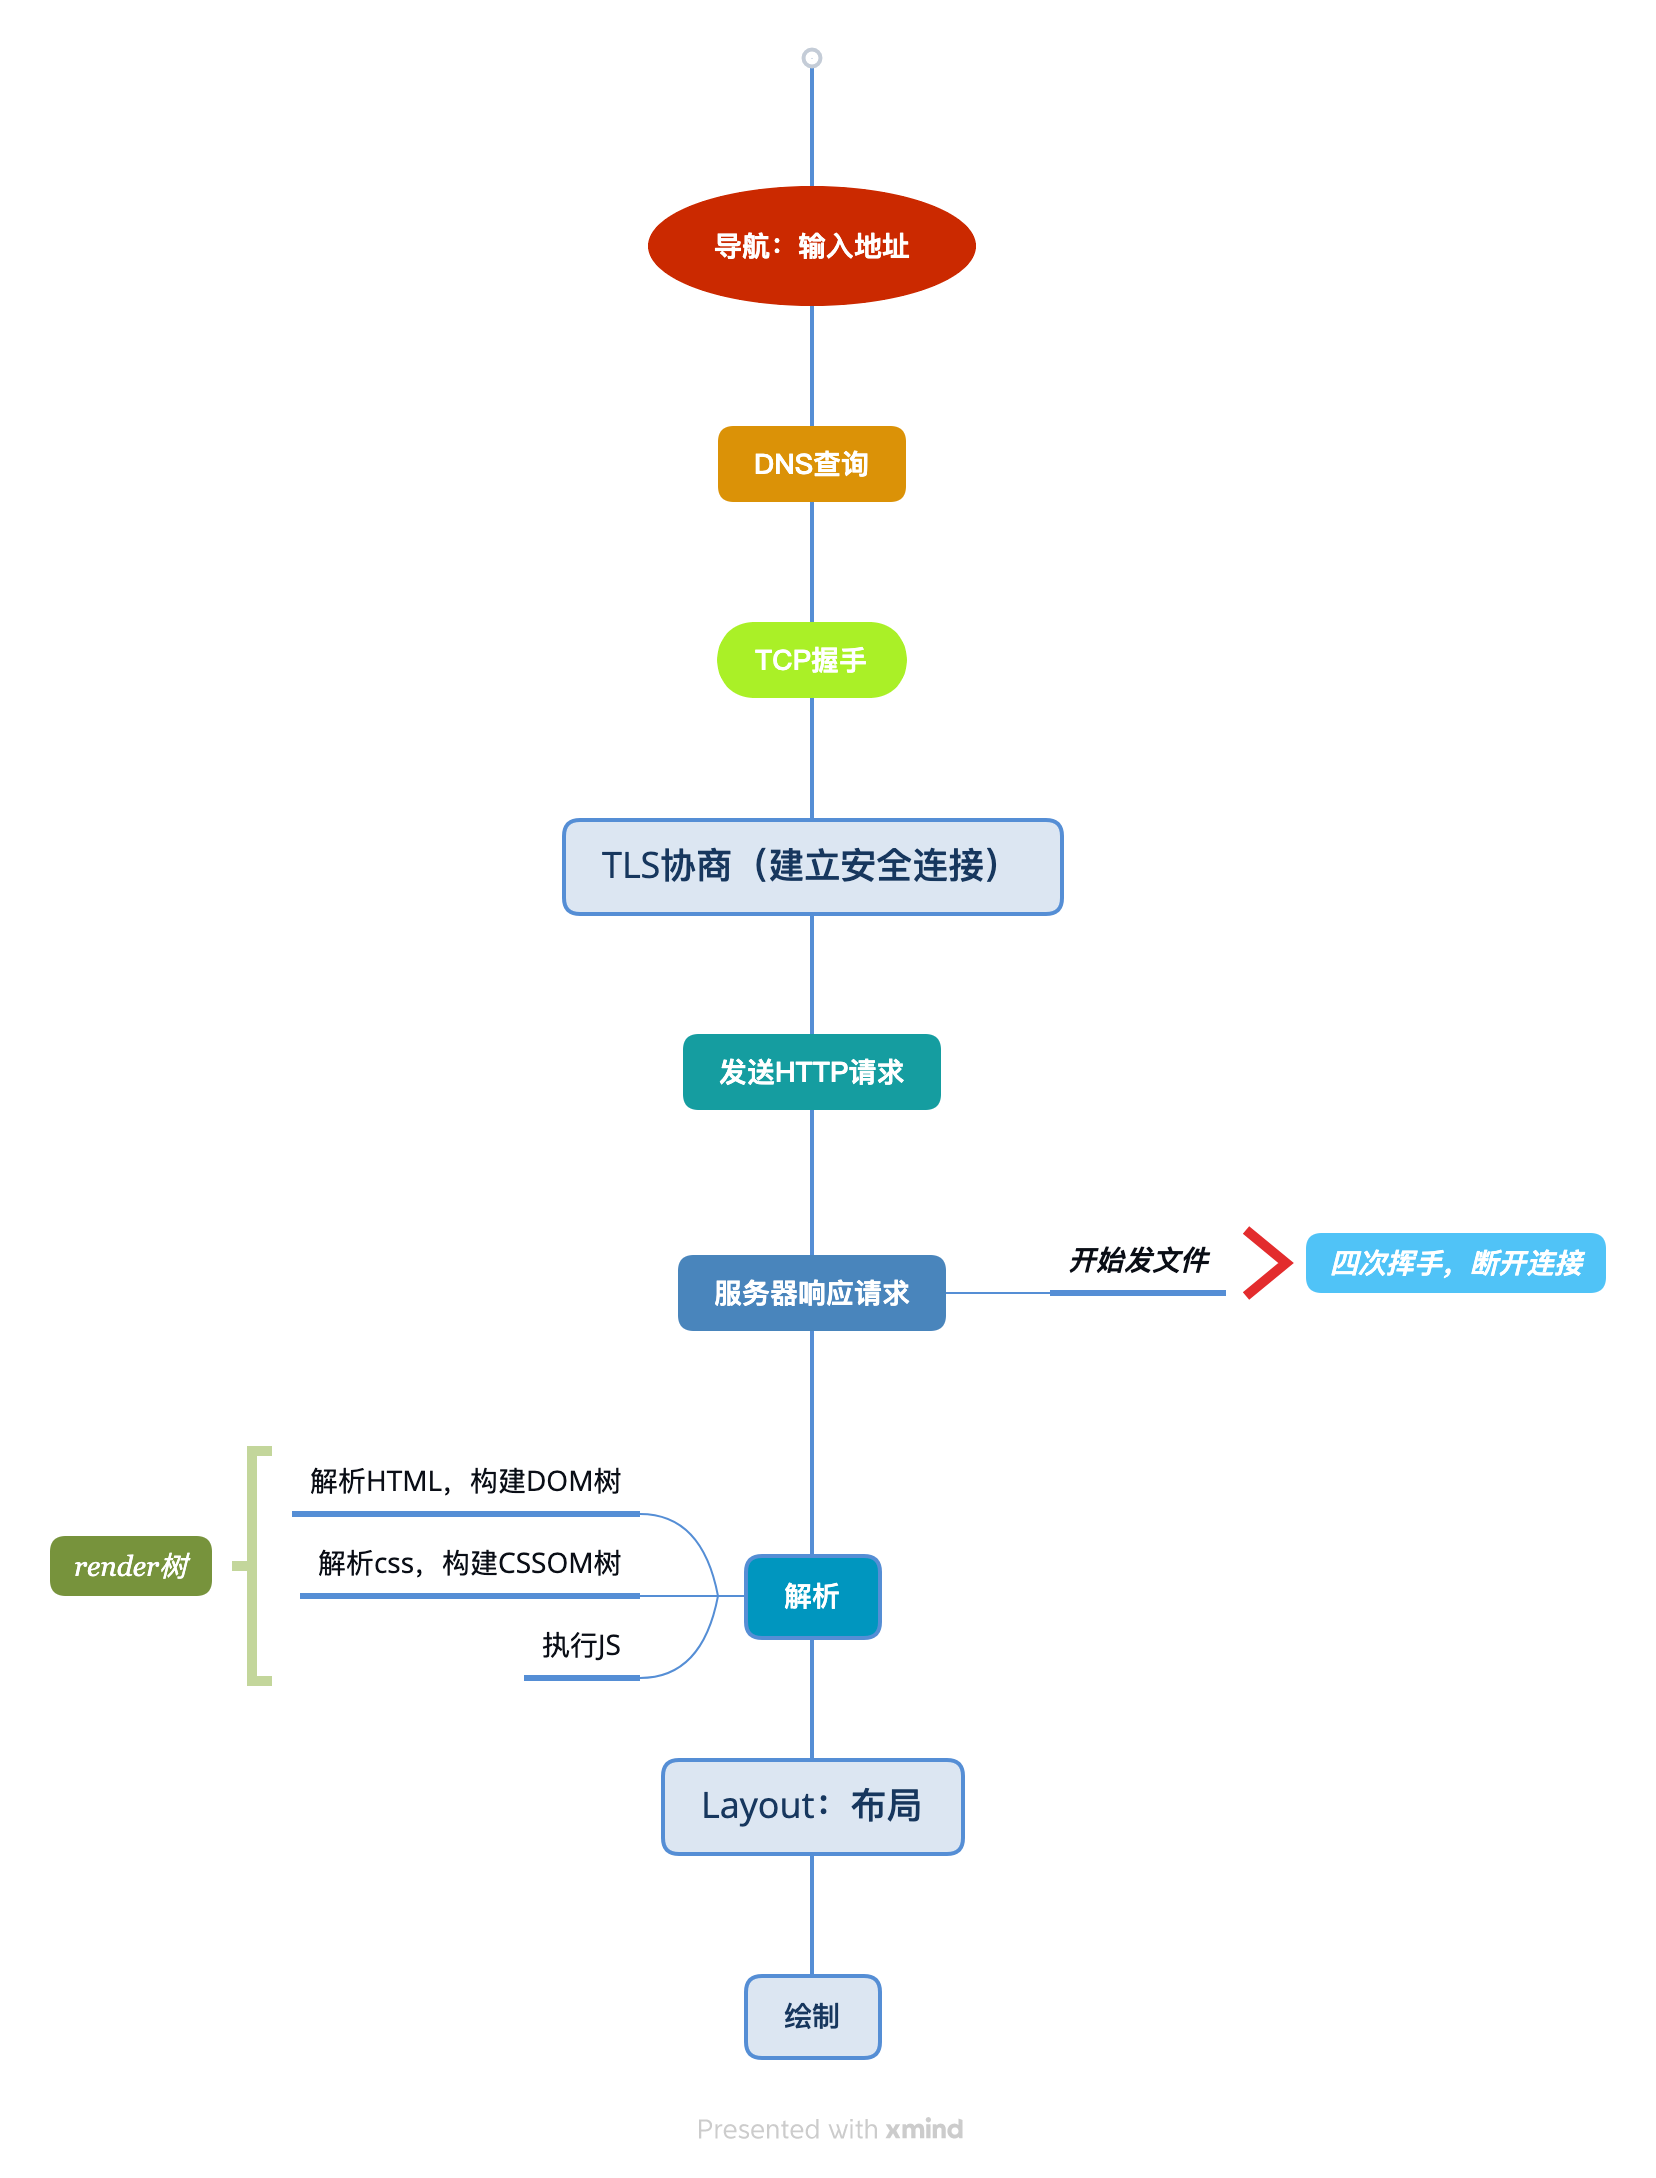 导航：输入地址
DNS查询
TCP握手
TLS协商（建立安全连接）
发送HTTP请求
服务器响应请求
开始发文件
四次挥手，断开连接
解析HTML，构建DOM树
解析css，构建CSSOM树
执行JS
render树
解析
Layout：布局
绘制
Presented with xmind